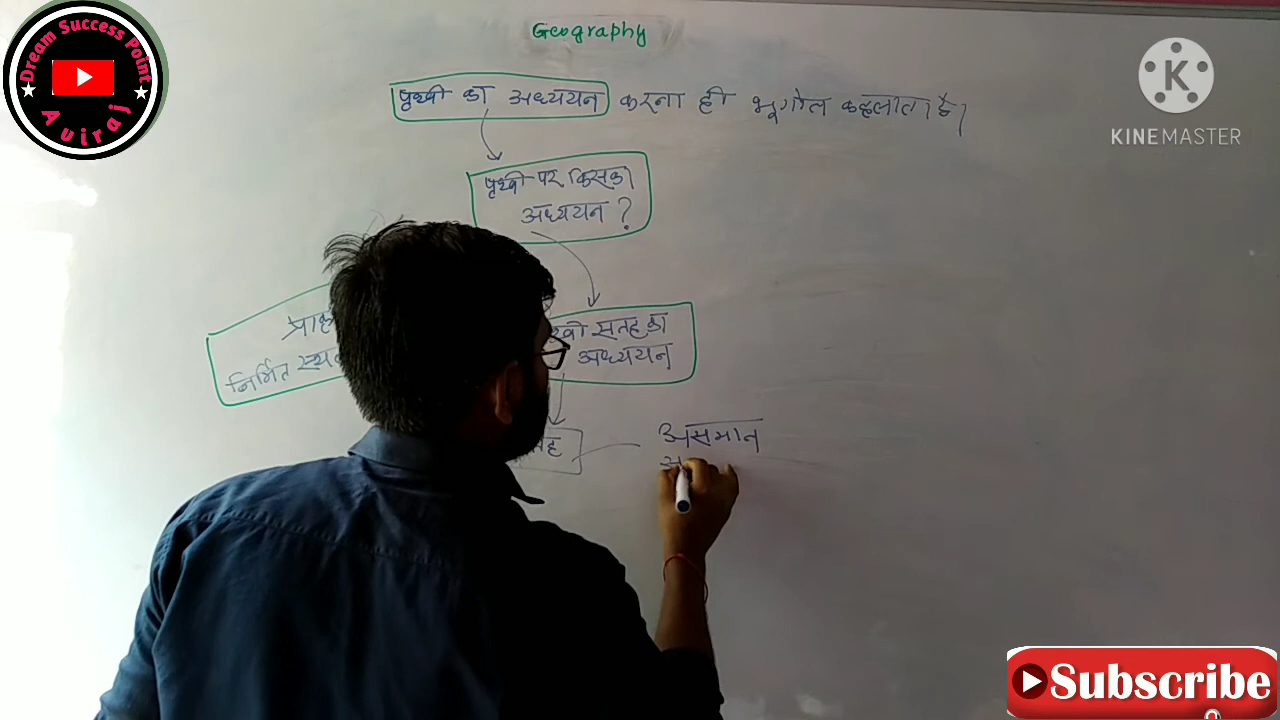 Dream Success Point
Aviraj
Geography
KINEMASTER
पृथ्वी का अध्ययन करना ही भूगोल कहलाता है।
पृथ्वी पर किसका
अध्ययन ?
सतह का
निर्मित
अध्ययन
असमान
Subscribe